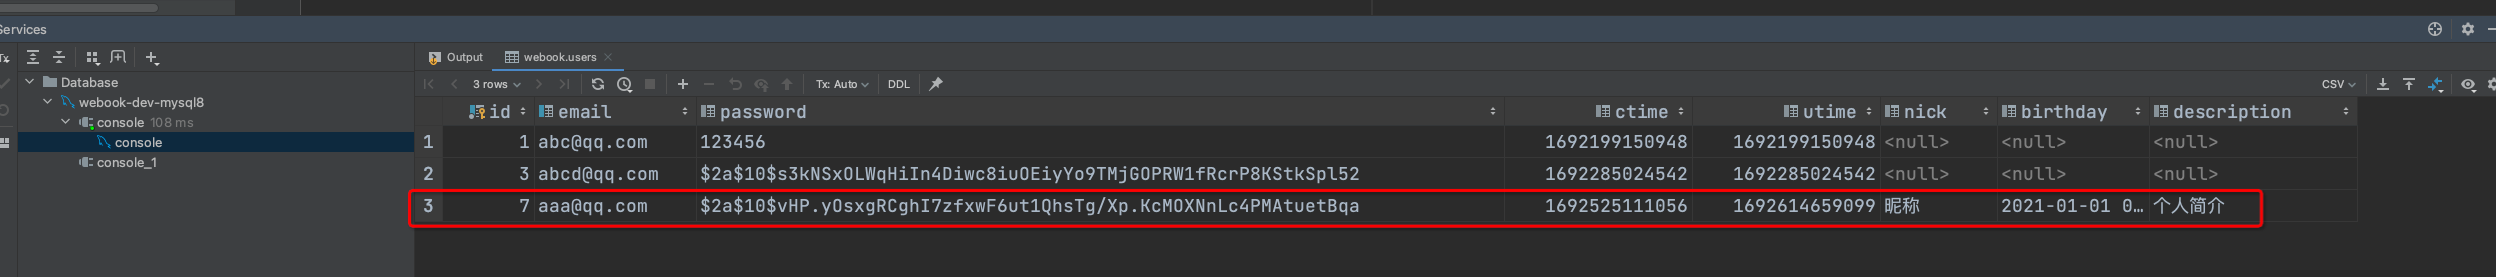 Services
Output webook.users
Tx
3 rows Tx: Auto DDL CSV
Database
webook-dev-mysql8
console 108 ms
console
console_1
id email password ctime utime nick birthday description
1 1 abc@qq.com 123456 1692199150948 1692199150948 <null> <null> <null>
2 3 abcd@qq.com $2a$10$s3kNSxOLWqHiIn4Diwc8iuOEiyYo9TMjGOPRW1fRcrP8KStkSpl52 1692285024542 1692285024542 <null> <null> <null>
3 7 aaa@qq.com $2a$10$vHP.yOsxgRCghI7zfxwF6ut1QhsTg/Xp.KcMOXNnLc4PMAtuetBqa 1692525111056 1692614659099 昵称 2021-01-01 0… 个人简介